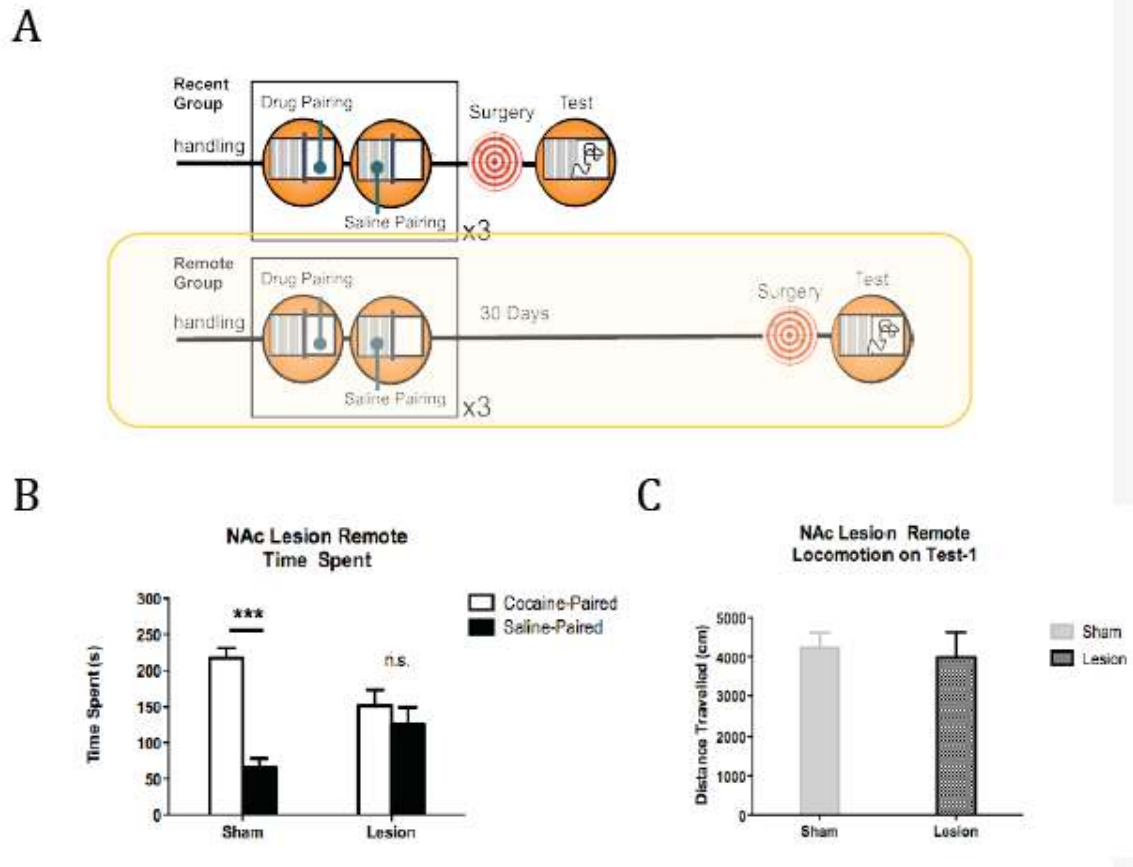 A
Recent
Group
Drug Pairing
Surgery
Test
handling
Saline Pairing
x3
Remote
Group
Drug Pairing
Surgery
Test
handling
30 Days
Saline Pairing
x3
B
NAc Lesion Remote
Time Spent
300
250
200
150
100
50
0
Time Spent (s)
***
n.s.
Cocaine-Paired
Saline-Paired
Sham
Lesion
C
NAc Lesion Remote
Locomotion on Test-1
5000
4000
3000
2000
1000
0
Distance Travelled (cm)
Sham
Lesion
Sham
Lesion